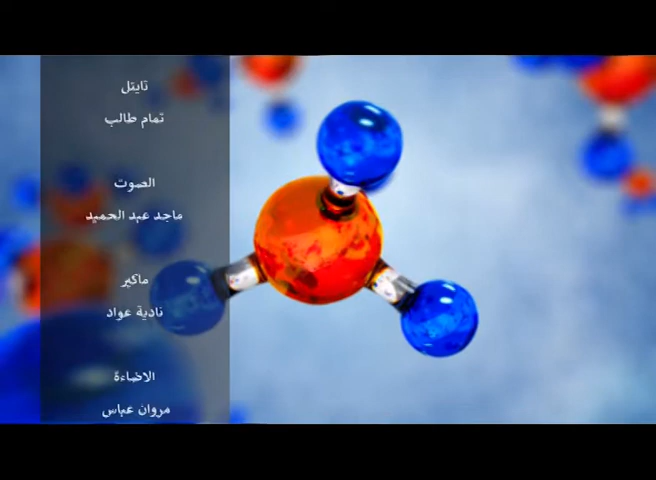 تايتل
تمام طالب
الصوت
ماجد عبد الحميد
ماكير
نادية عواد
الاضاءة
مروان عباس